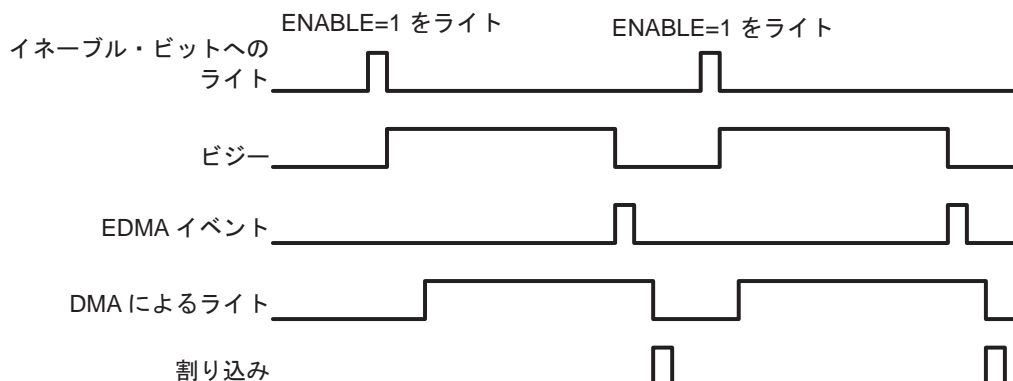 ENABLE=1 をライト
ENABLE=1 をライト
イネーブル・ビットへの
ライト
ビジー
EDMA イベント
DMA によるライト
割り込み